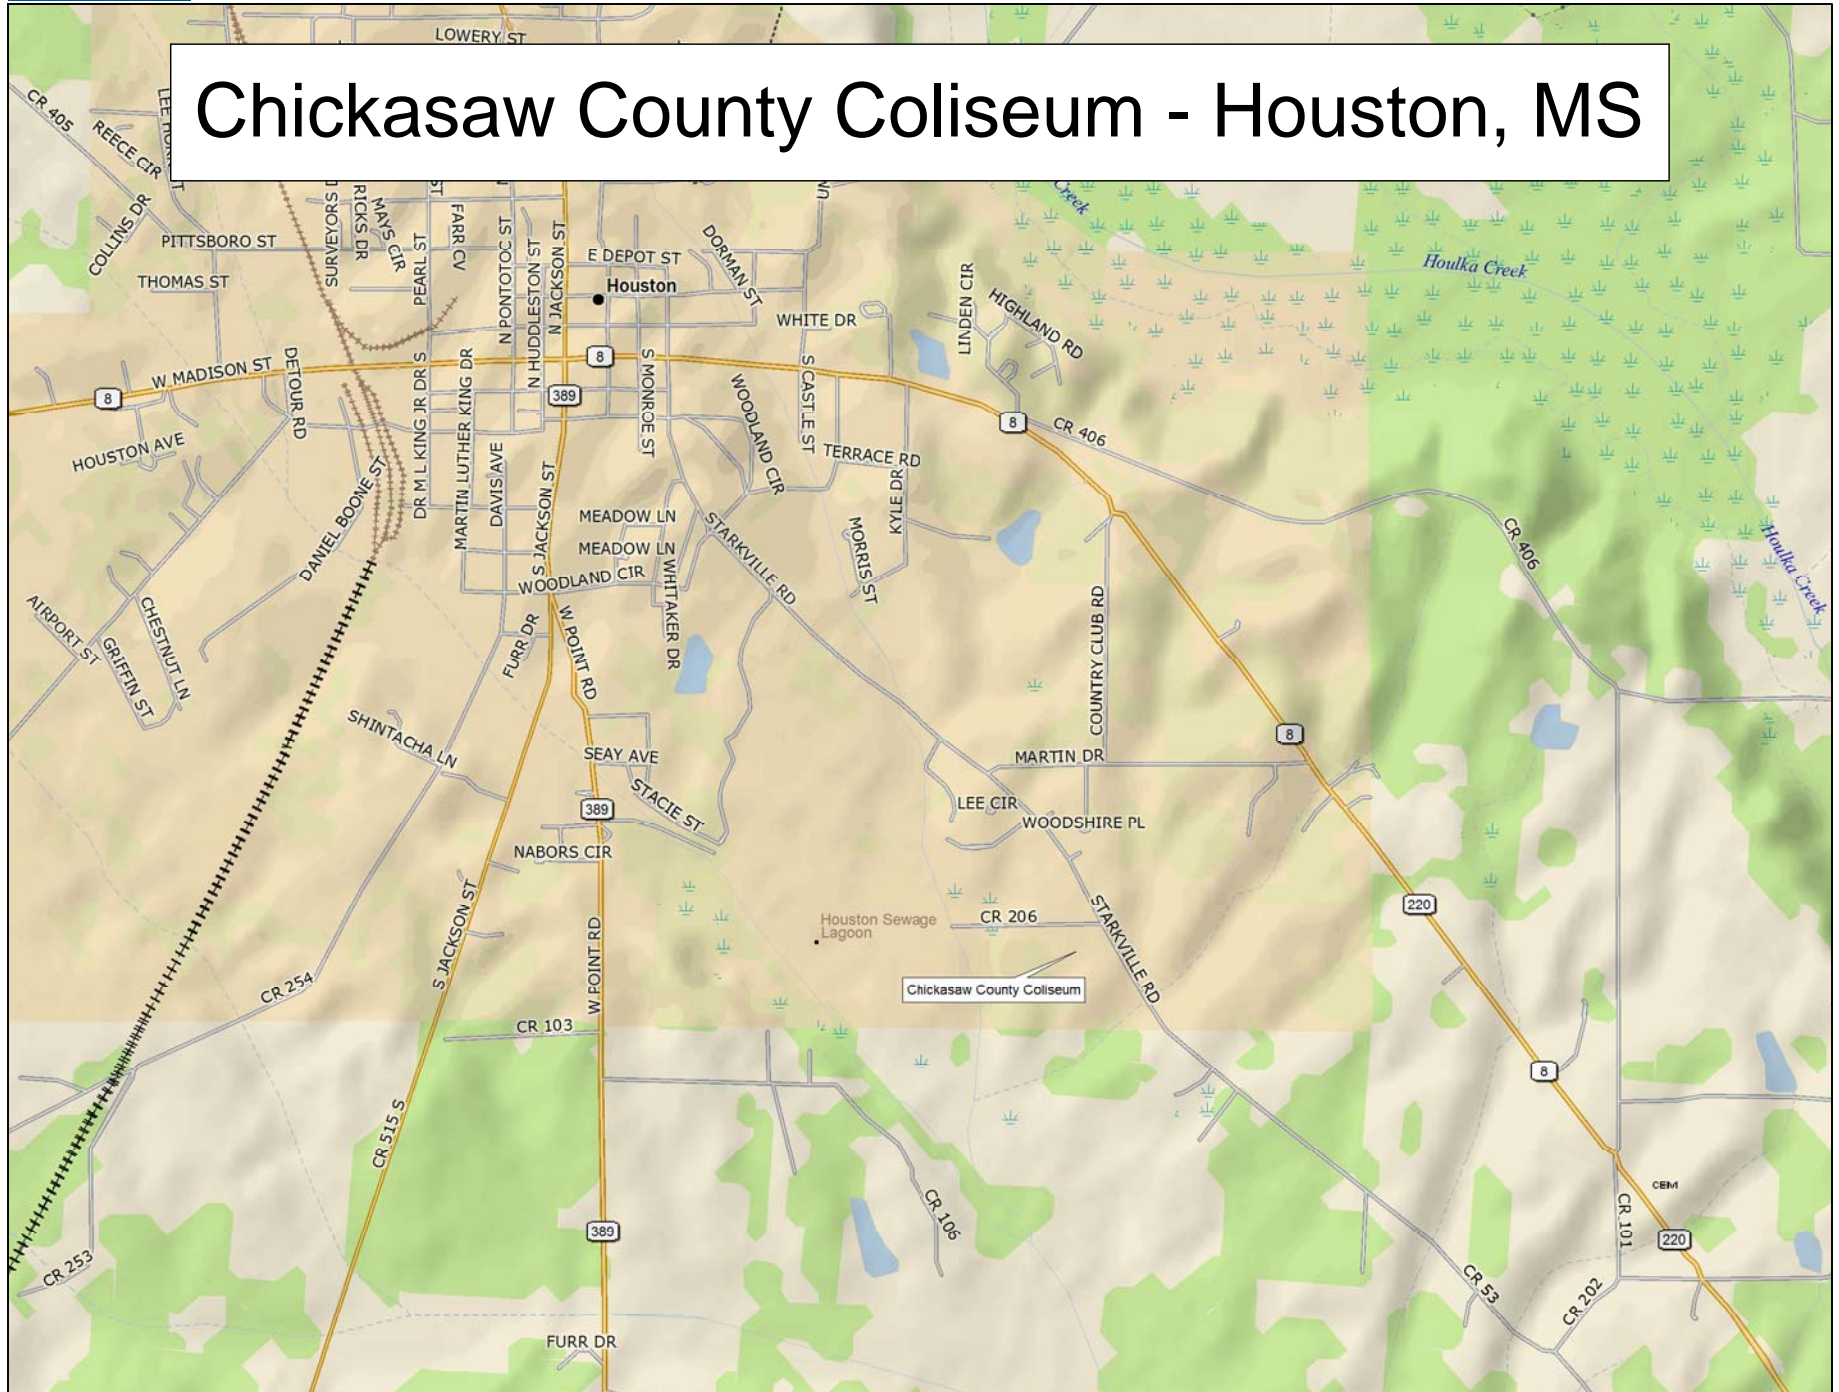 LOWERY ST
Chickasaw County Coliseum - Houston, MS
CR 405
REECE CIR
COLLINS DR
PITTSBORO ST
THOMAS ST
SURVEYORS
RICKS DR
MAYS CIR
PEARL ST
FARR CV
N PONTOTOC ST
N HUDDLESTON ST
N JACKSON ST
E DEPOT ST
Houston
DORMAN ST
WHITE DR
LINDEN CIR
HIGHLAND RD
Creek
Houlka Creek
W MADISON ST
8
8
389
DETOUR RD
DR M L KING JR DR S
MARTIN LUTHER KING DR
S MONROE ST
WOODLAND CIR
S CASTLE ST
8
CR 406
HOUSTON AVE
DAVIS AVE
TERRACE RD
KYLE DR
DANIEL BOONE ST
S JACKSON ST
MEADOW LN
MEADOW LN
WOODLAND CIR
WHITTAKER DR
STARKVILLE RD
MORRIS ST
CR 406
Houlka Creek
AIRPORT ST
GRIFFIN ST
CHESTNUT LN
FURR DR
W POINT RD
COUNTRY CLUB RD
SHINTACHA LN
SEAY AVE
STACIE ST
389
MARTIN DR
8
LEE CIR
WOODSHIRE PL
NABORS CIR
S JACKSON ST
W POINT RD
Houston Sewage
Lagoon
CR 206
STARKVILLE RD
220
Chickasaw County Coliseum
CR 254
CR 103
8
CR 515 S
CR 106
389
CR 101
220
CR 253
CR 53
CR 202
FURR DR